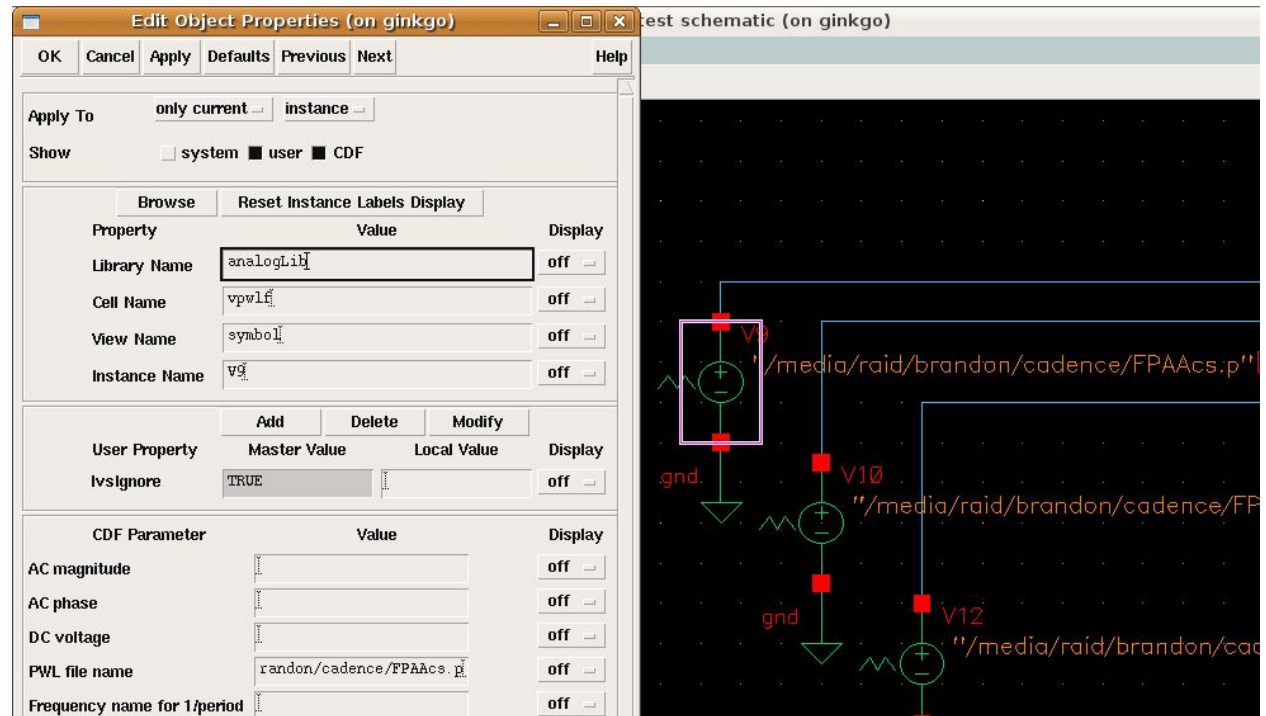 Edit Object Properties (on ginkgo)
OK Cancel Apply Defaults Previous Next Help
Apply To only current instance
Show system user CDF
Browse Reset Instance Labels Display
Property Value Display
Library Name analogLib off
Cell Name vpwlf off
View Name symbol off
Instance Name V9 off
Add Delete Modify
User Property Master Value Local Value Display
lvsIgnore TRUE off
CDF Parameter Value Display
AC magnitude off
AC phase off
DC voltage off
PWL file name randon/cadence/FPAAcs.p off
Frequency name for 1/period off
test schematic (on ginkgo)
V9
"/media/raid/brandon/cadence/FPAAcs.p"
gnd
V10
"/media/raid/brandon/cadence/FP
gnd
V12
"/media/raid/brandon/cad